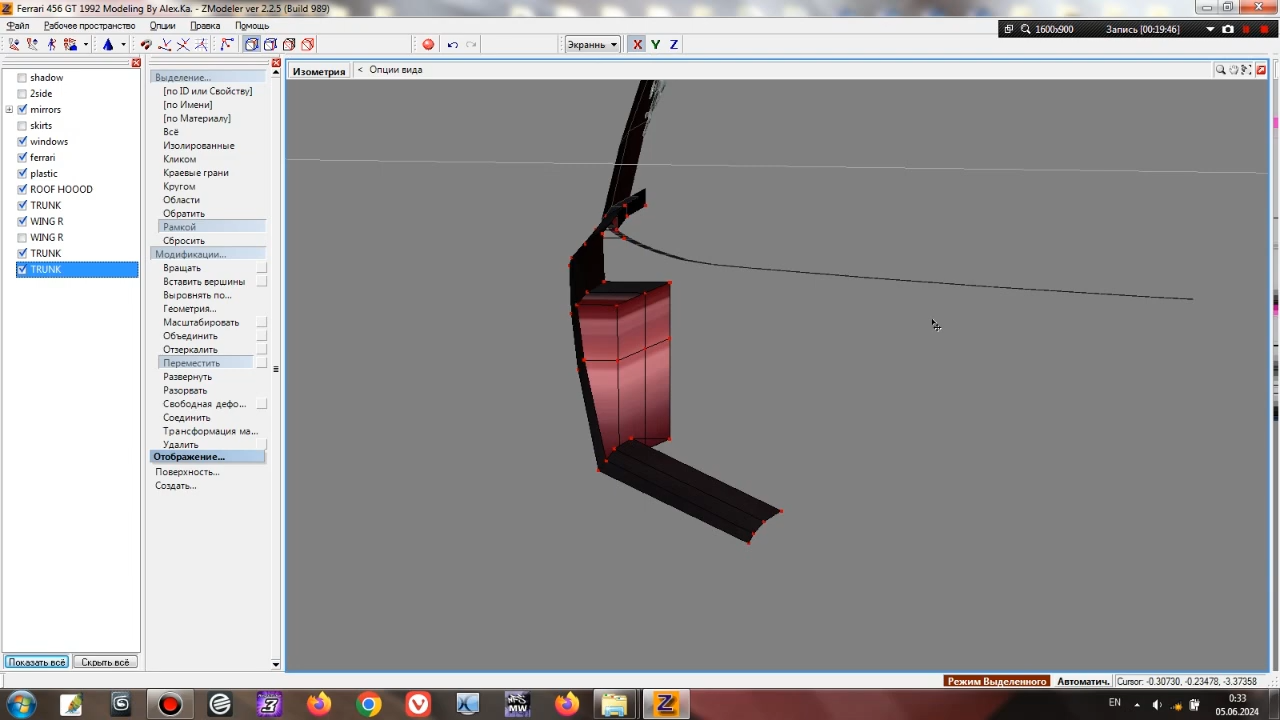 Ferrari 456 GT 1992 Modeling By Alex.Ka. - ZModeler ver 2.2.5 (Build 989)
Файл Рабочее пространство Опции Правка Помощь
1600x900 Запись [00:19:46]
Экранны X Y Z
shadow
2side
mirrors
skirts
windows
ferrari
plastic
ROOF HOOOD
TRUNK
WING R
WING R
TRUNK
TRUNK
Показать всё Скрыть всё
Выделение...
[по ID или Свойству]
[по Имени]
[по Материалу]
Всё
Изолированные
Кликом
Краевые грани
Кругом
Области
Обратить
Рамкой
Сбросить
Модификации...
Вращать
Вставить вершины
Выровнять по...
Геометрия...
Масштабировать
Объединить
Отзеркалить
Переместить
Развернуть
Разорвать
Свободная дефо...
Соединить
Трансформация ма...
Удалить
Отображение...
Поверхность...
Создать...
Изометрия < Опции вида
Режим Выделенного Автоматич. Cursor: -0.30730, -0.23478, -3.37358
MW
EN 0:33
05.06.2024